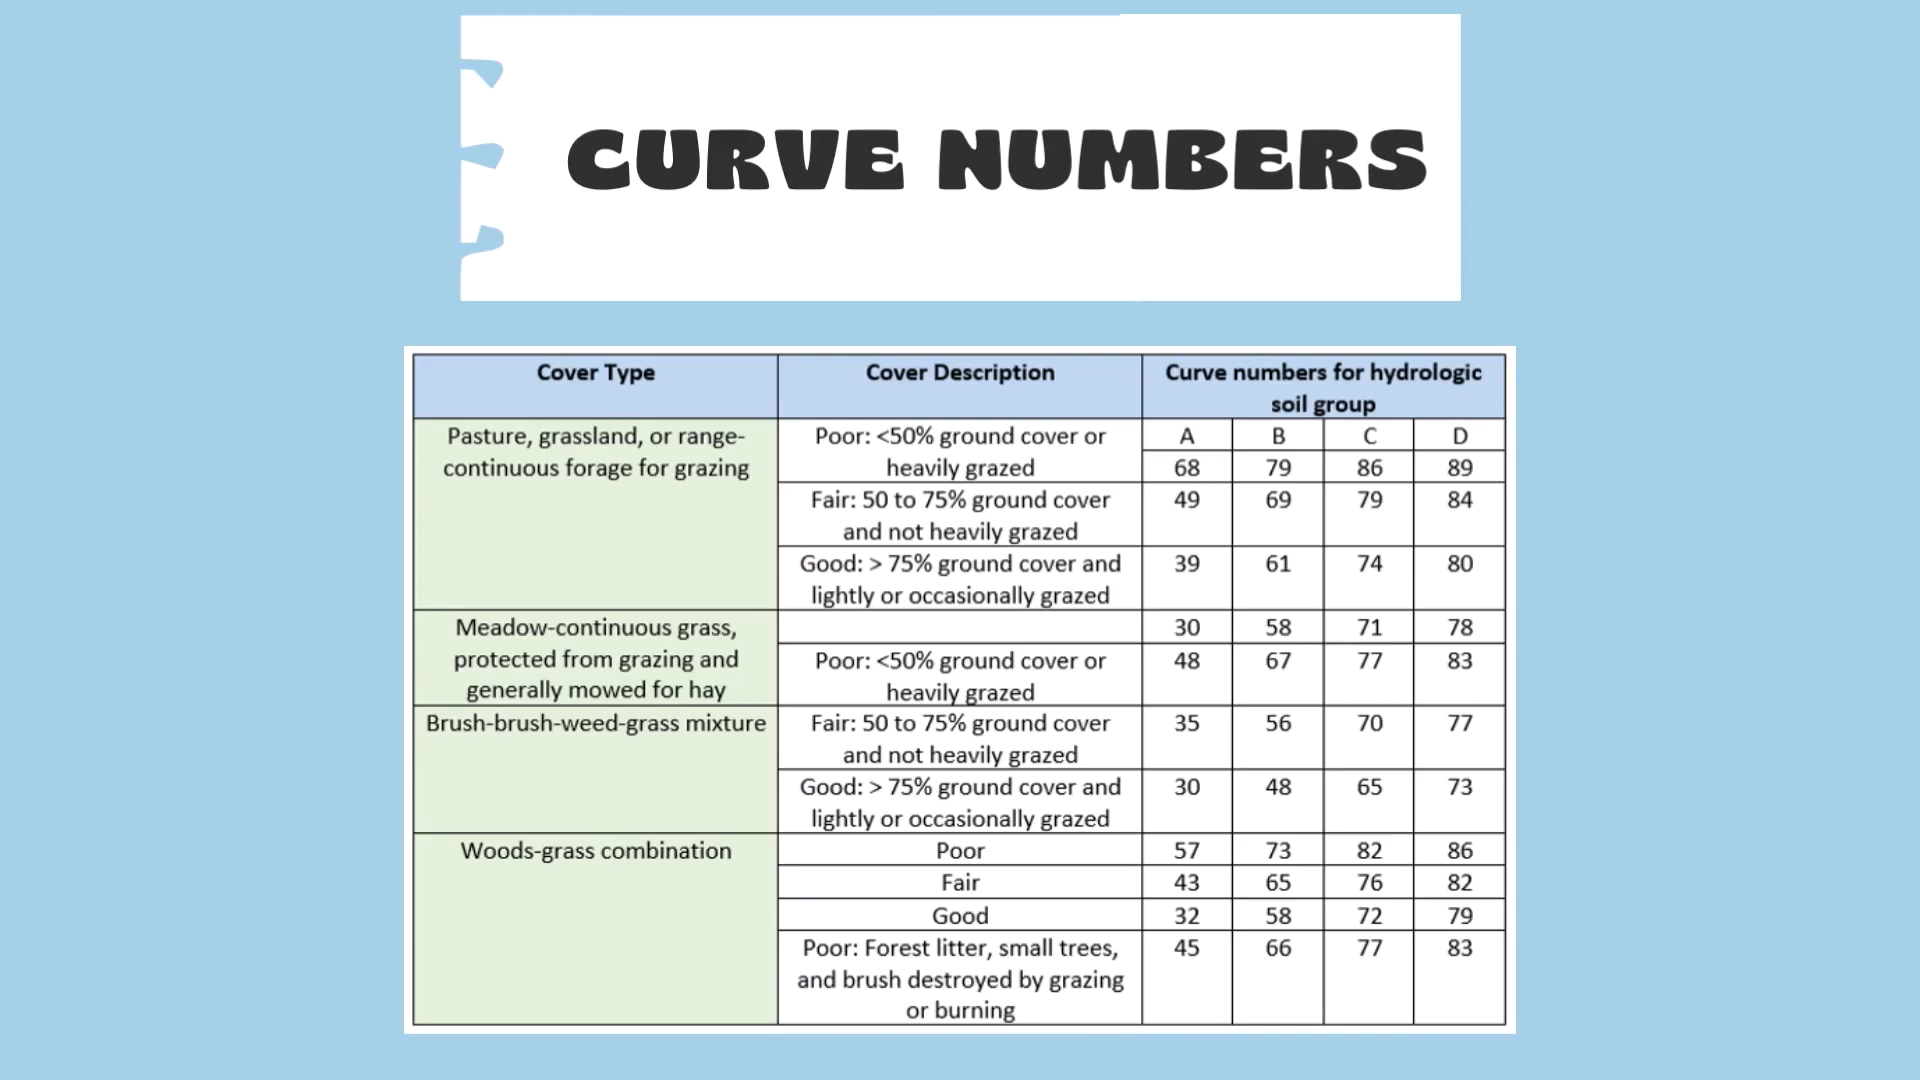 CURVE NUMBERS
Cover Type Cover Description Curve numbers for hydrologic
soil group
Pasture, grassland, or range- Poor: <50% ground cover or A B C D
continuous forage for grazing heavily grazed 68 79 86 89
Fair: 50 to 75% ground cover 49 69 79 84
and not heavily grazed
Good: > 75% ground cover and 39 61 74 80
lightly or occasionally grazed
Meadow-continuous grass, 30 58 71 78
protected from grazing and Poor: <50% ground cover or 48 67 77 83
generally mowed for hay heavily grazed
Brush-brush-weed-grass mixture Fair: 50 to 75% ground cover 35 56 70 77
and not heavily grazed
Good: > 75% ground cover and 30 48 65 73
lightly or occasionally grazed
Woods-grass combination Poor 57 73 82 86
Fair 43 65 76 82
Good 32 58 72 79
Poor: Forest litter, small trees, 45 66 77 83
and brush destroyed by grazing
or burning